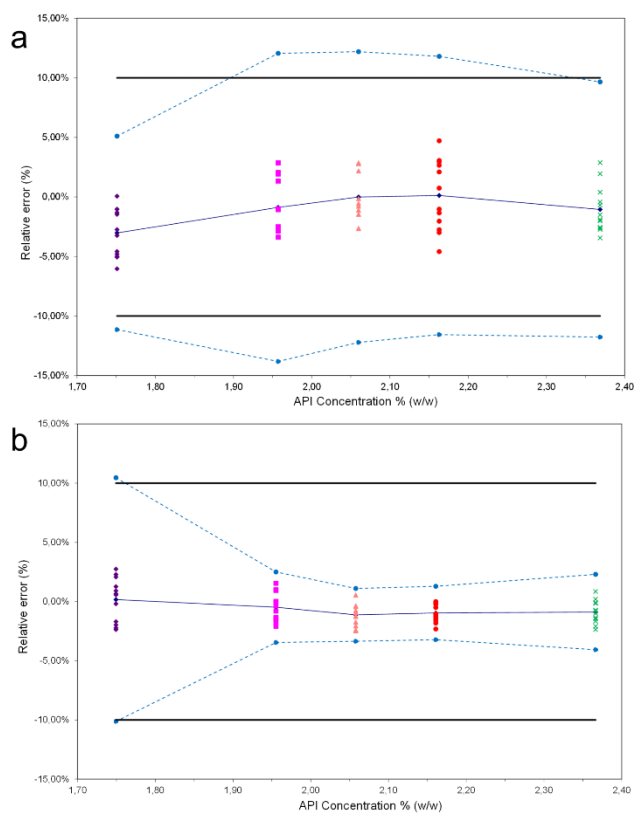 a
15,00%
10,00%
5,00%
0,00%
-5,00%
-10,00%
-15,00%
Relative error (%)
1,70 1,80 1,90 2,00 2,10 2,20 2,30 2,40
API Concentration % (w/w)
b
15,00%
10,00%
5,00%
0,00%
-5,00%
-10,00%
-15,00%
Relative error (%)
1,70 1,80 1,90 2,00 2,10 2,20 2,30 2,40
API Concentration % (w/w)